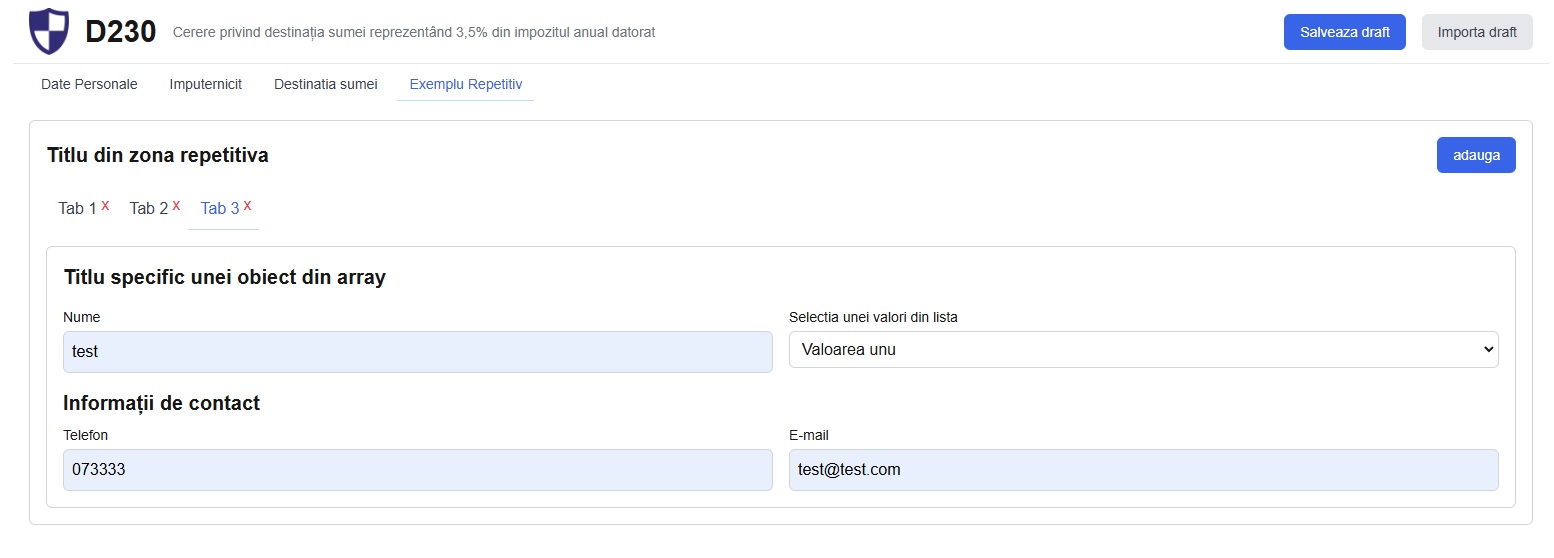 D230 Cerere privind destinația sumei reprezentând 3,5% din impozitul anual datorat Salveaza draft Importa draft
Date Personale Imputernicit Destinatia sumei Exemplu Repetitiv
Titlu din zona repetitiva adauga
Tab 1 x Tab 2 x Tab 3 x
Titlu specific unei obiect din array
Nume Selectia unei valori din lista
test Valoarea unu
Informații de contact
Telefon E-mail
073333 test@test.com